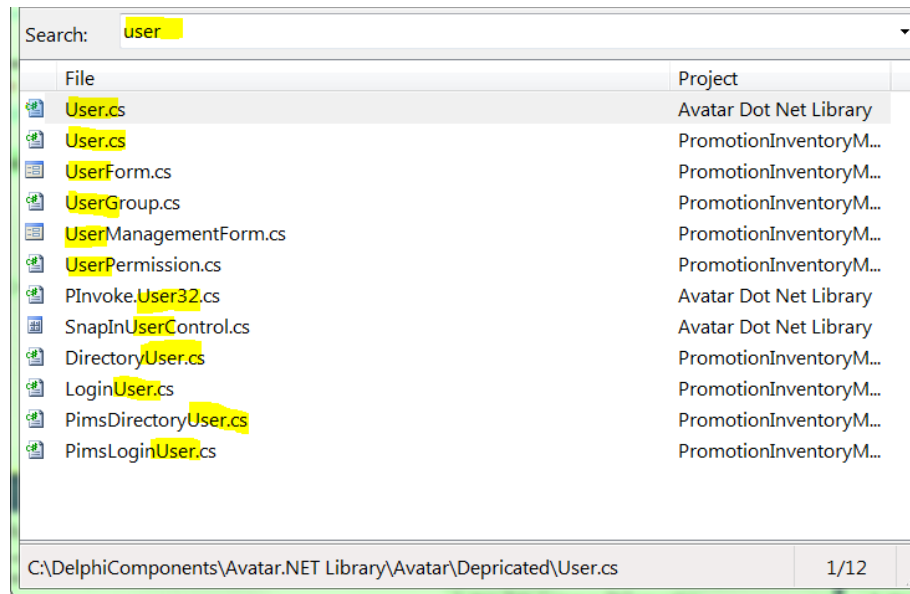 Search: user
File Project
User.cs Avatar Dot Net Library
User.cs PromotionInventoryM...
UserForm.cs PromotionInventoryM...
UserGroup.cs PromotionInventoryM...
UserManagementForm.cs PromotionInventoryM...
UserPermission.cs PromotionInventoryM...
PInvoke.User32.cs Avatar Dot Net Library
SnapInUserControl.cs Avatar Dot Net Library
DirectoryUser.cs PromotionInventoryM...
LoginUser.cs PromotionInventoryM...
PimsDirectoryUser.cs PromotionInventoryM...
PimsLoginUser.cs PromotionInventoryM...
C:\DelphiComponents\Avatar.NET Library\Avatar\Depricated\User.cs 1/12